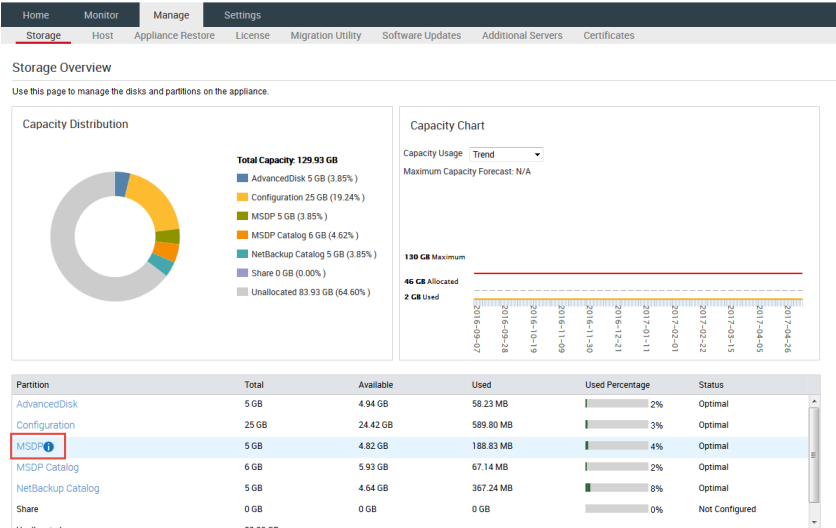 Home Monitor Manage Settings
Storage Host Appliance Restore License Migration Utility Software Updates Additional Servers Certificates
Storage Overview
Use this page to manage the disks and partitions on the appliance.
Capacity Distribution
Total Capacity: 129.93 GB
AdvancedDisk 5 GB (3.85% )
Configuration 25 GB (19.24% )
MSDP 5 GB (3.85% )
MSDP Catalog 6 GB (4.62% )
NetBackup Catalog 5 GB (3.85% )
Share 0 GB (0.00% )
Unallocated 83.93 GB (64.60% )
Capacity Chart
Capacity Usage Trend
Maximum Capacity Forecast: N/A
130 GB Maximum
46 GB Allocated
2 GB Used
2016-09-07
2016-09-28
2016-10-19
2016-11-09
2016-11-30
2016-12-21
2017-01-11
2017-02-01
2017-02-22
2017-03-15
2017-04-05
2017-04-26
Partition Total Available Used Used Percentage Status
AdvancedDisk 5 GB 4.94 GB 58.23 MB 2% Optimal
Configuration 25 GB 24.42 GB 589.80 MB 3% Optimal
MSDP 5 GB 4.82 GB 188.83 MB 4% Optimal
MSDP Catalog 6 GB 5.93 GB 67.14 MB 2% Optimal
NetBackup Catalog 5 GB 4.64 GB 367.24 MB 8% Optimal
Share 0 GB 0 GB 0 GB 0% Not Configured